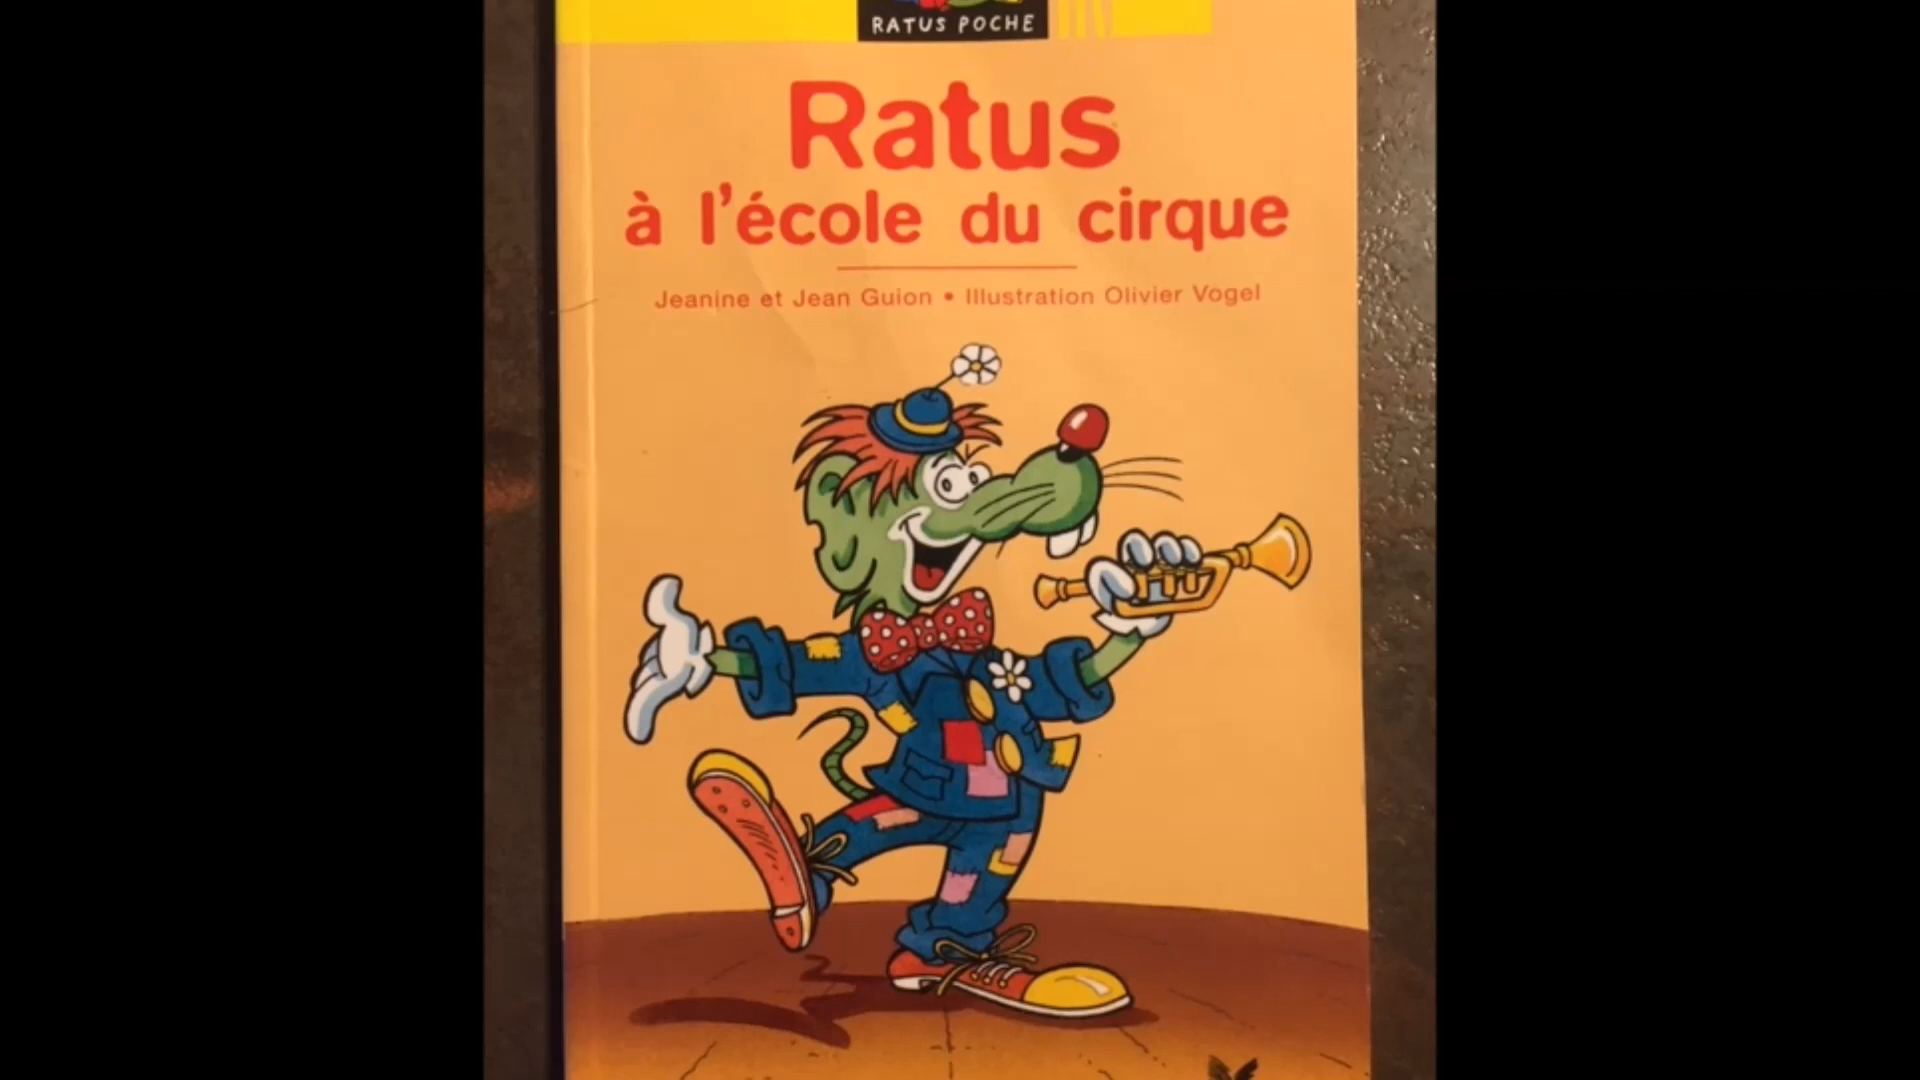 RATUS POCHE
Ratus
à l'école du cirque
Jeanine et Jean Guion • Illustration Olivier Vogel